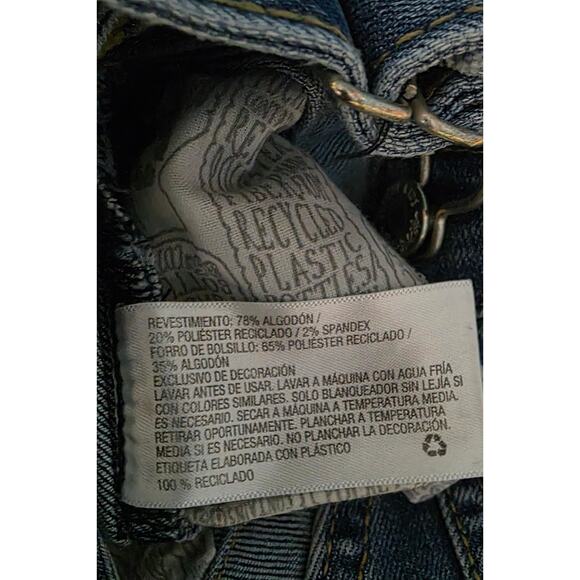 RECYCLED
PLASTIC
BOTTLES
REVESTIMIENTO: 78% ALGODÓN /
20% POLIÉSTER RECICLADO / 2% SPANDEX
FORRO DE BOLSILLO: 65% POLIÉSTER RECICLADO /
35% ALGODÓN
EXCLUSIVO DE DECORACIÓN
LAVAR ANTES DE USAR. LAVAR A MÁQUINA CON AGUA FRÍA
CON COLORES SIMILARES. SOLO BLANQUEADOR SIN LEJÍA SI
ES NECESARIO. SECAR A MÁQUINA A TEMPERATURA MEDIA.
RETIRAR OPORTUNAMENTE. PLANCHAR A TEMPERATURA
MEDIA SI ES NECESARIO. NO PLANCHAR LA DECORACIÓN.
ETIQUETA ELABORADA CON PLÁSTICO
100 % RECICLADO